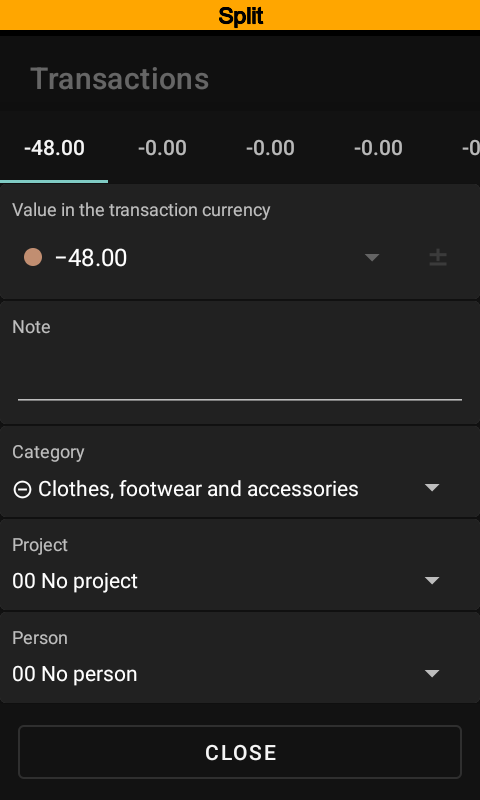 Split
Transactions
-48.00 -0.00 -0.00 -0.00 -0
Value in the transaction currency
−48.00 ±
Note
Category
Clothes, footwear and accessories
Project
00 No project
Person
00 No person
CLOSE